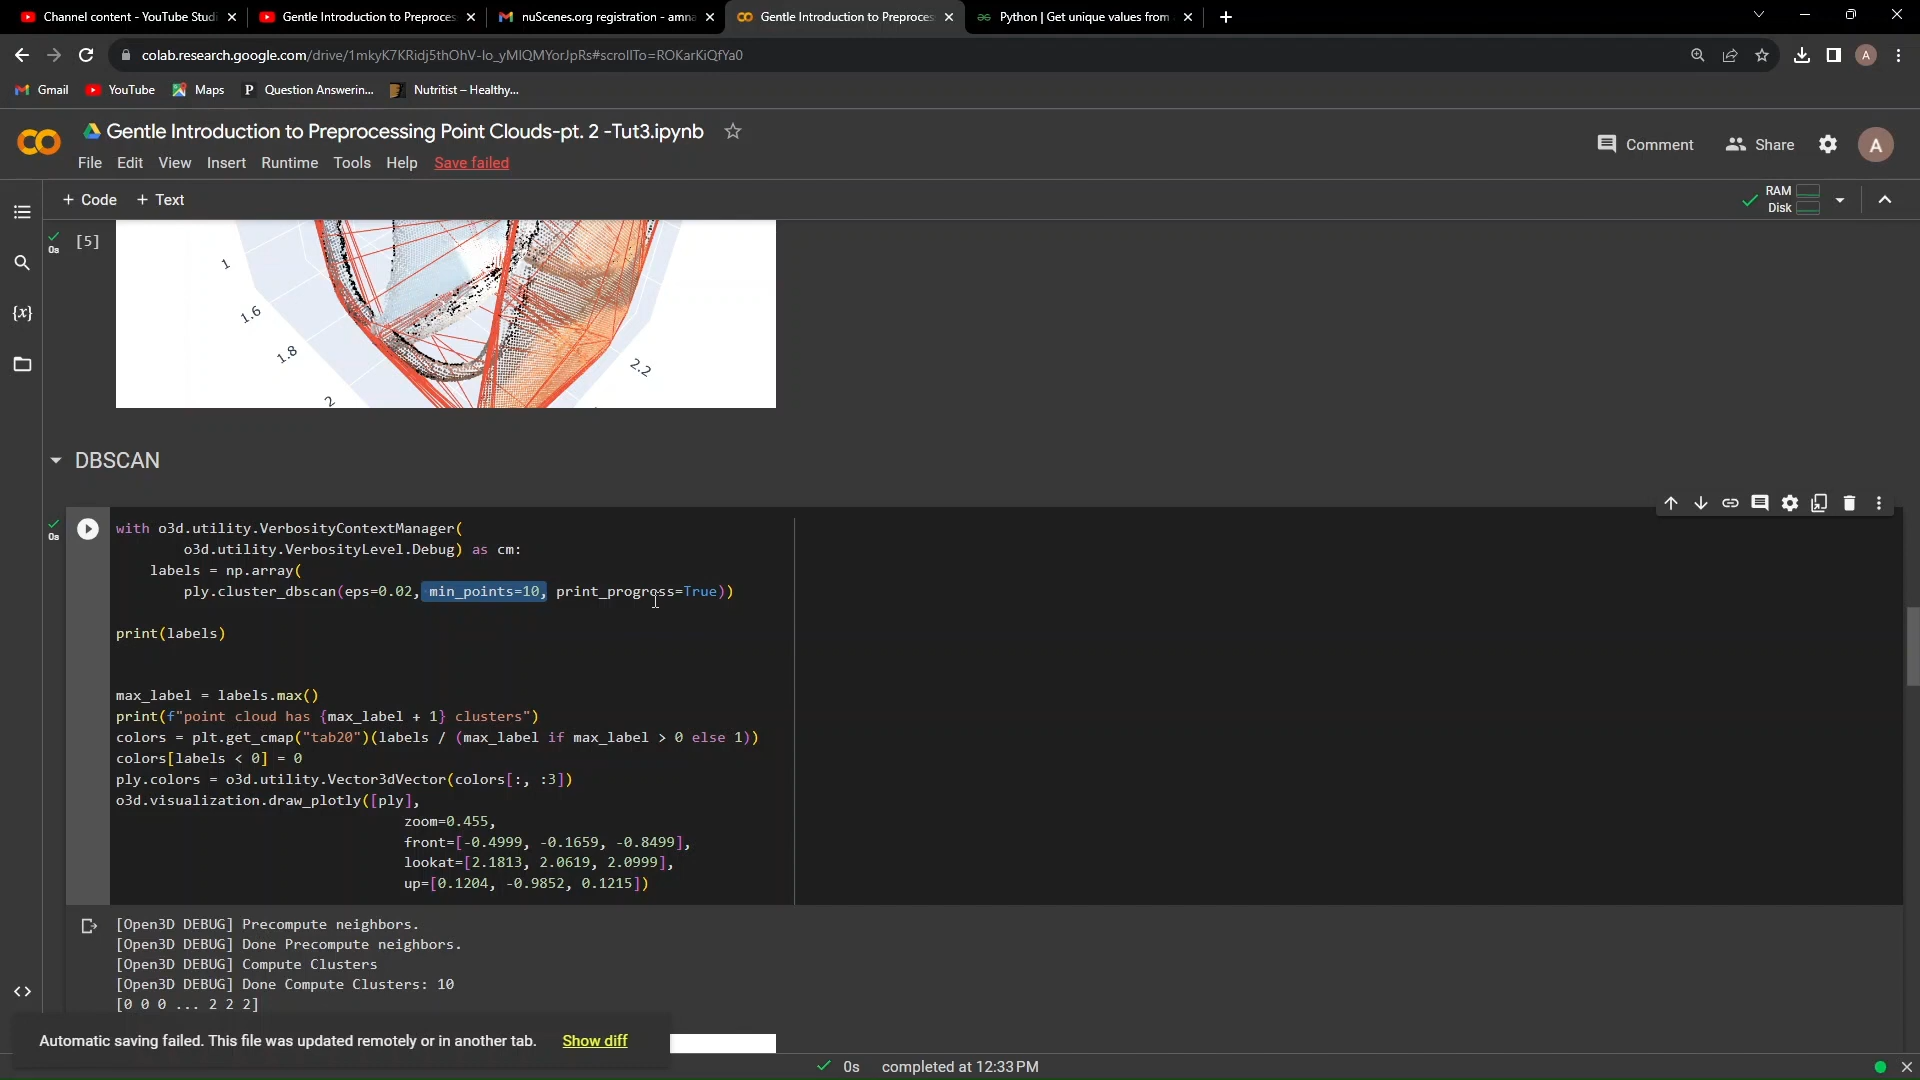 Channel content - YouTube Studi
Gentle Introduction to Preproces
nuScenes.org registration - amna
Gentle Introduction to Preproces
Python | Get unique values from
colab.research.google.com/drive/1mkyK7KRidj5thOhV-lo_yMlQMYorJpRs#scrollTo=ROKarKiQfYa0
A
Gmail
YouTube
Maps
P Question Answerin...
Nutritist – Healthy...
Gentle Introduction to Preprocessing Point Clouds-pt. 2 -Tut3.ipynb
Comment
Share
A
File Edit View Insert Runtime Tools Help Save failed
+ Code + Text
RAM
Disk
0s
[5]
1
1.6
1.8
2
2.2
{x}
DBSCAN
0s
with o3d.utility.VerbosityContextManager(
o3d.utility.VerbosityLevel.Debug) as cm:
labels = np.array(
ply.cluster_dbscan(eps=0.02, min_points=10, print_progress=True))
print(labels)
max_label = labels.max()
print(f"point cloud has {max_label + 1} clusters")
colors = plt.get_cmap("tab20")(labels / (max_label if max_label > 0 else 1))
colors[labels < 0] = 0
ply.colors = o3d.utility.Vector3dVector(colors[:, :3])
o3d.visualization.draw_plotly([ply],
zoom=0.455,
front=[-0.4999, -0.1659, -0.8499],
lookat=[2.1813, 2.0619, 2.0999],
up=[0.1204, -0.9852, 0.1215])
[Open3D DEBUG] Precompute neighbors.
[Open3D DEBUG] Done Precompute neighbors.
[Open3D DEBUG] Compute Clusters
[Open3D DEBUG] Done Compute Clusters: 10
[0 0 0 ... 2 2 2]
Automatic saving failed. This file was updated remotely or in another tab. Show diff
0s completed at 12:33 PM